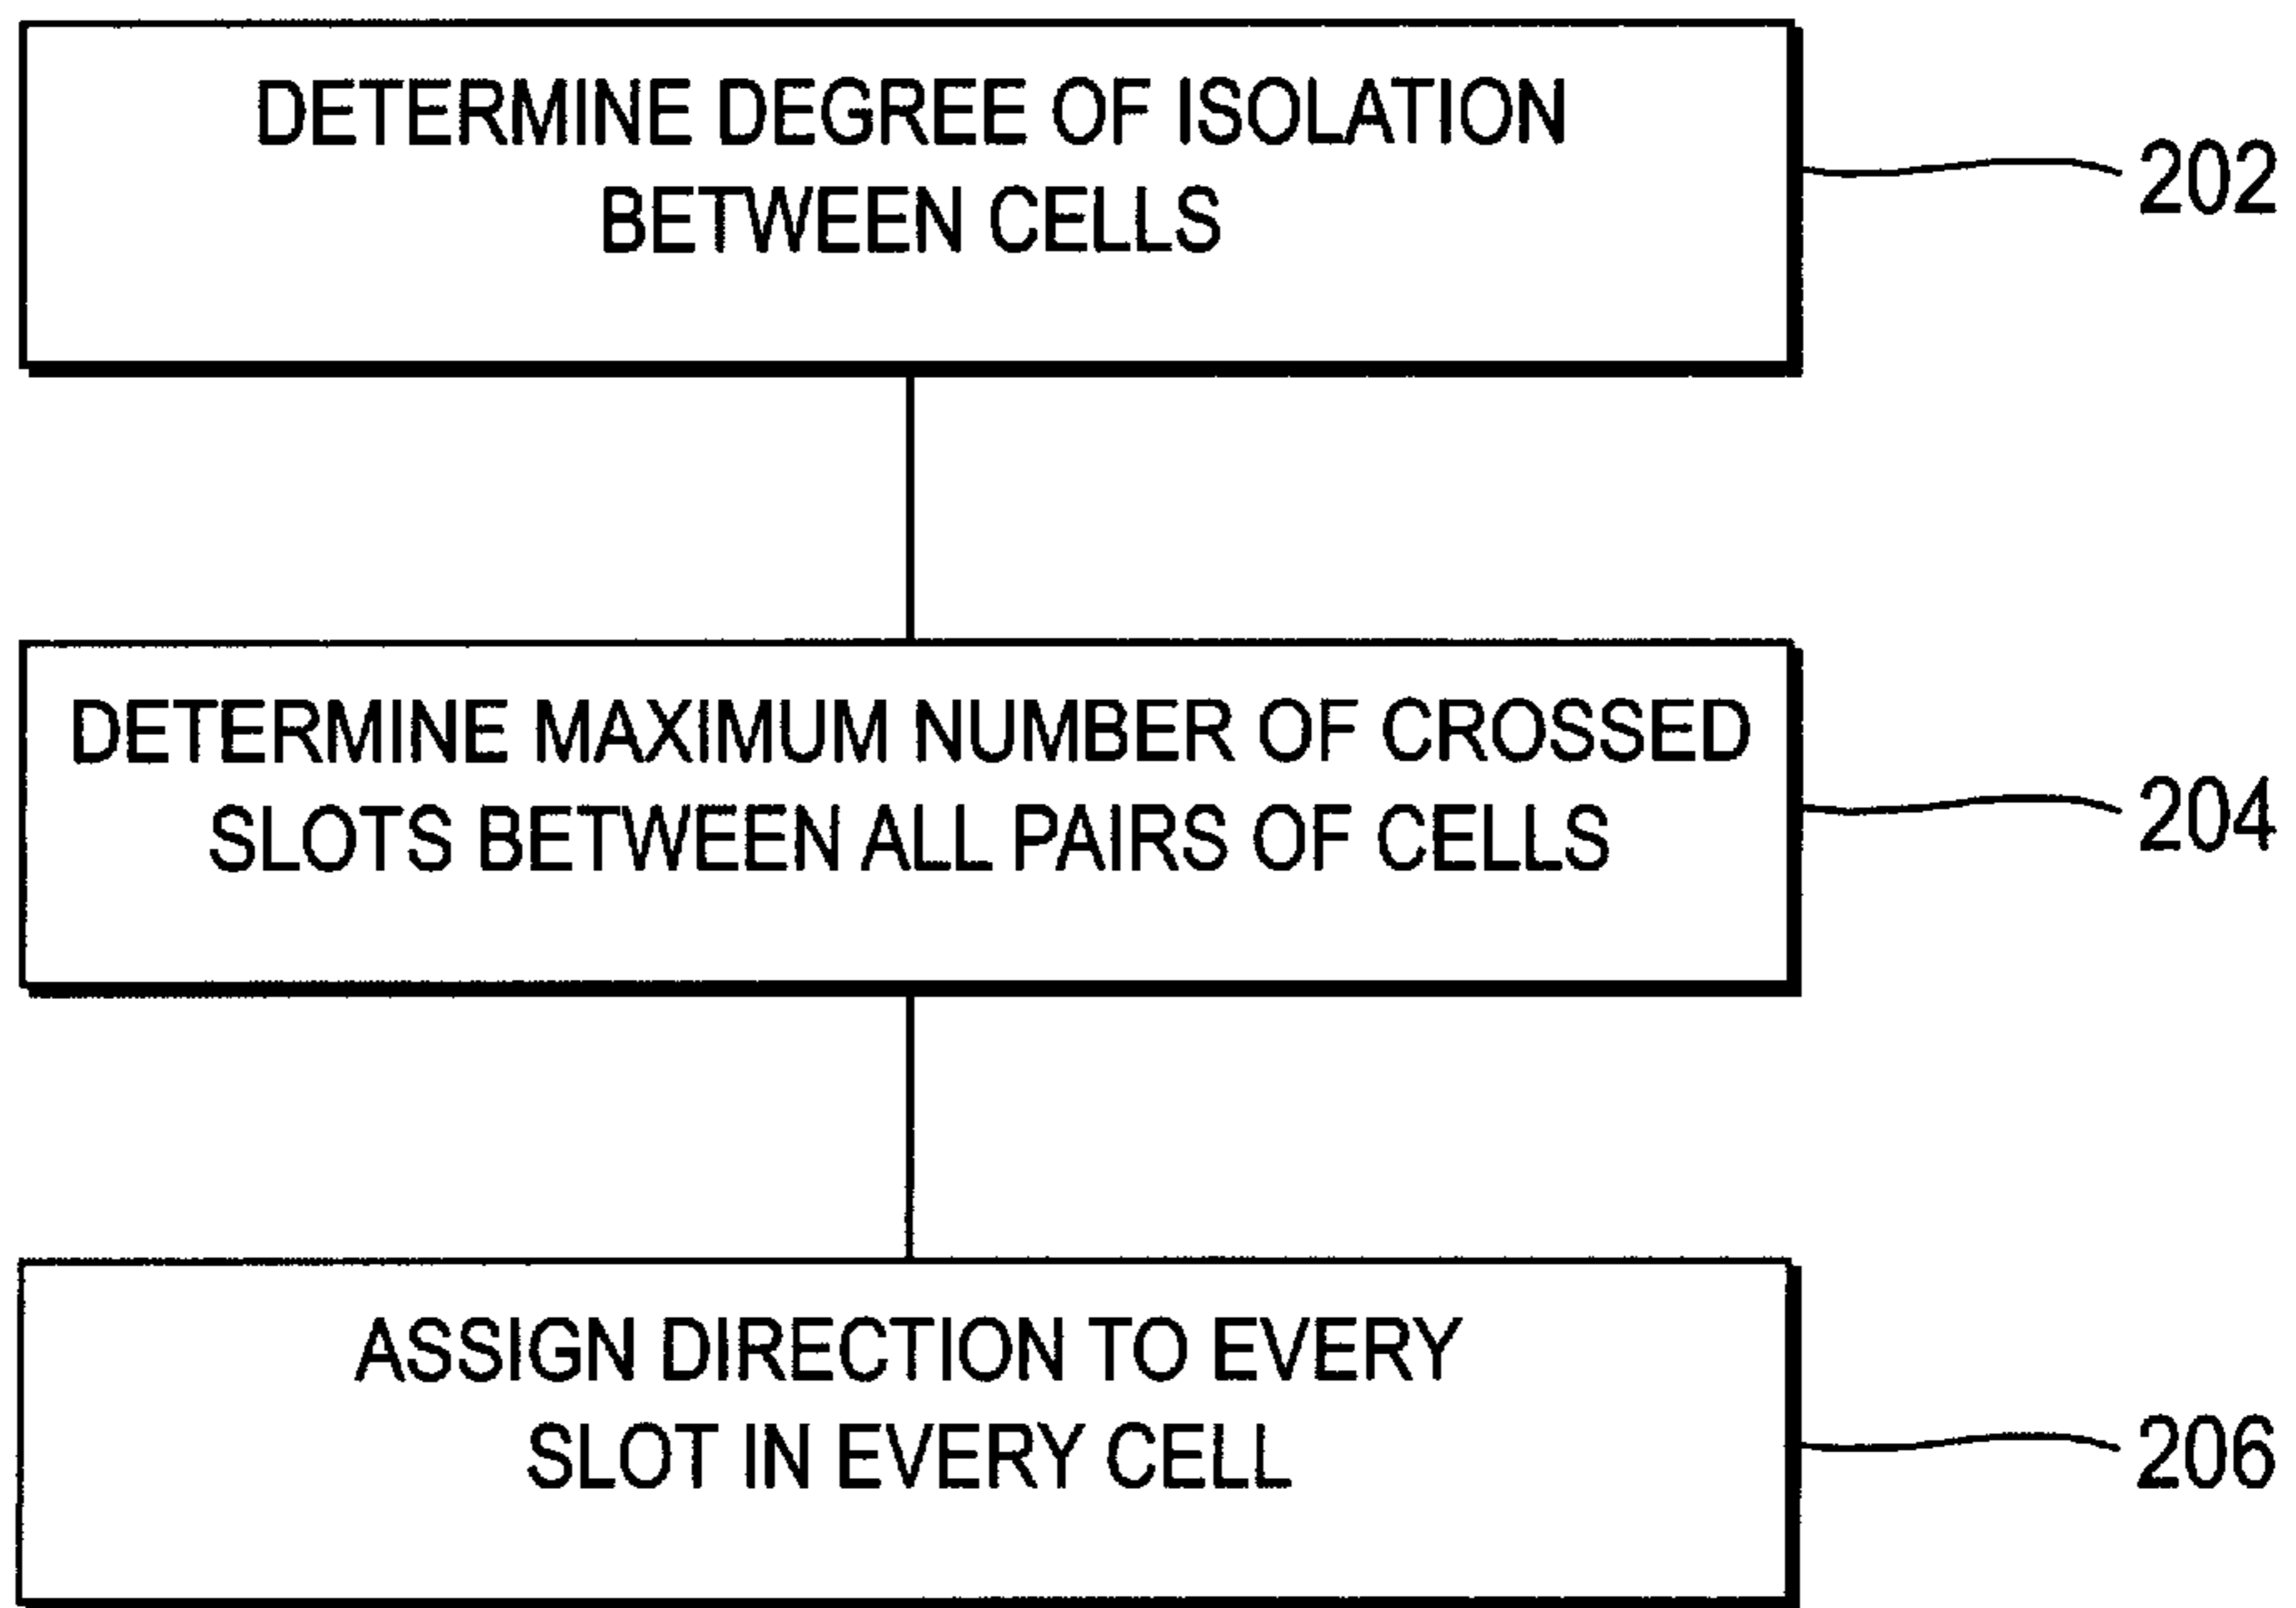 DETERMINE DEGREE OF ISOLATION
BETWEEN CELLS
202
DETERMINE MAXIMUM NUMBER OF CROSSED
SLOTS BETWEEN ALL PAIRS OF CELLS
204
ASSIGN DIRECTION TO EVERY
SLOT IN EVERY CELL
206